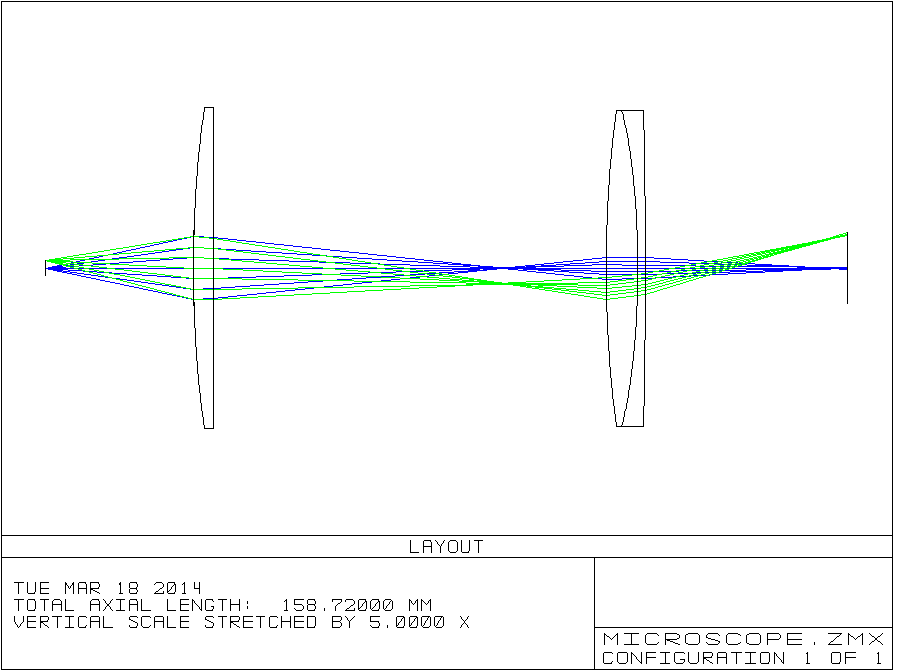 LAYOUT
TUE MAR 18 2014
TOTAL AXIAL LENGTH:  158.72000 MM
VERTICAL SCALE STRETCHED BY 5.0000 X
MICROSCOPE.ZMX
CONFIGURATION 1 OF 1